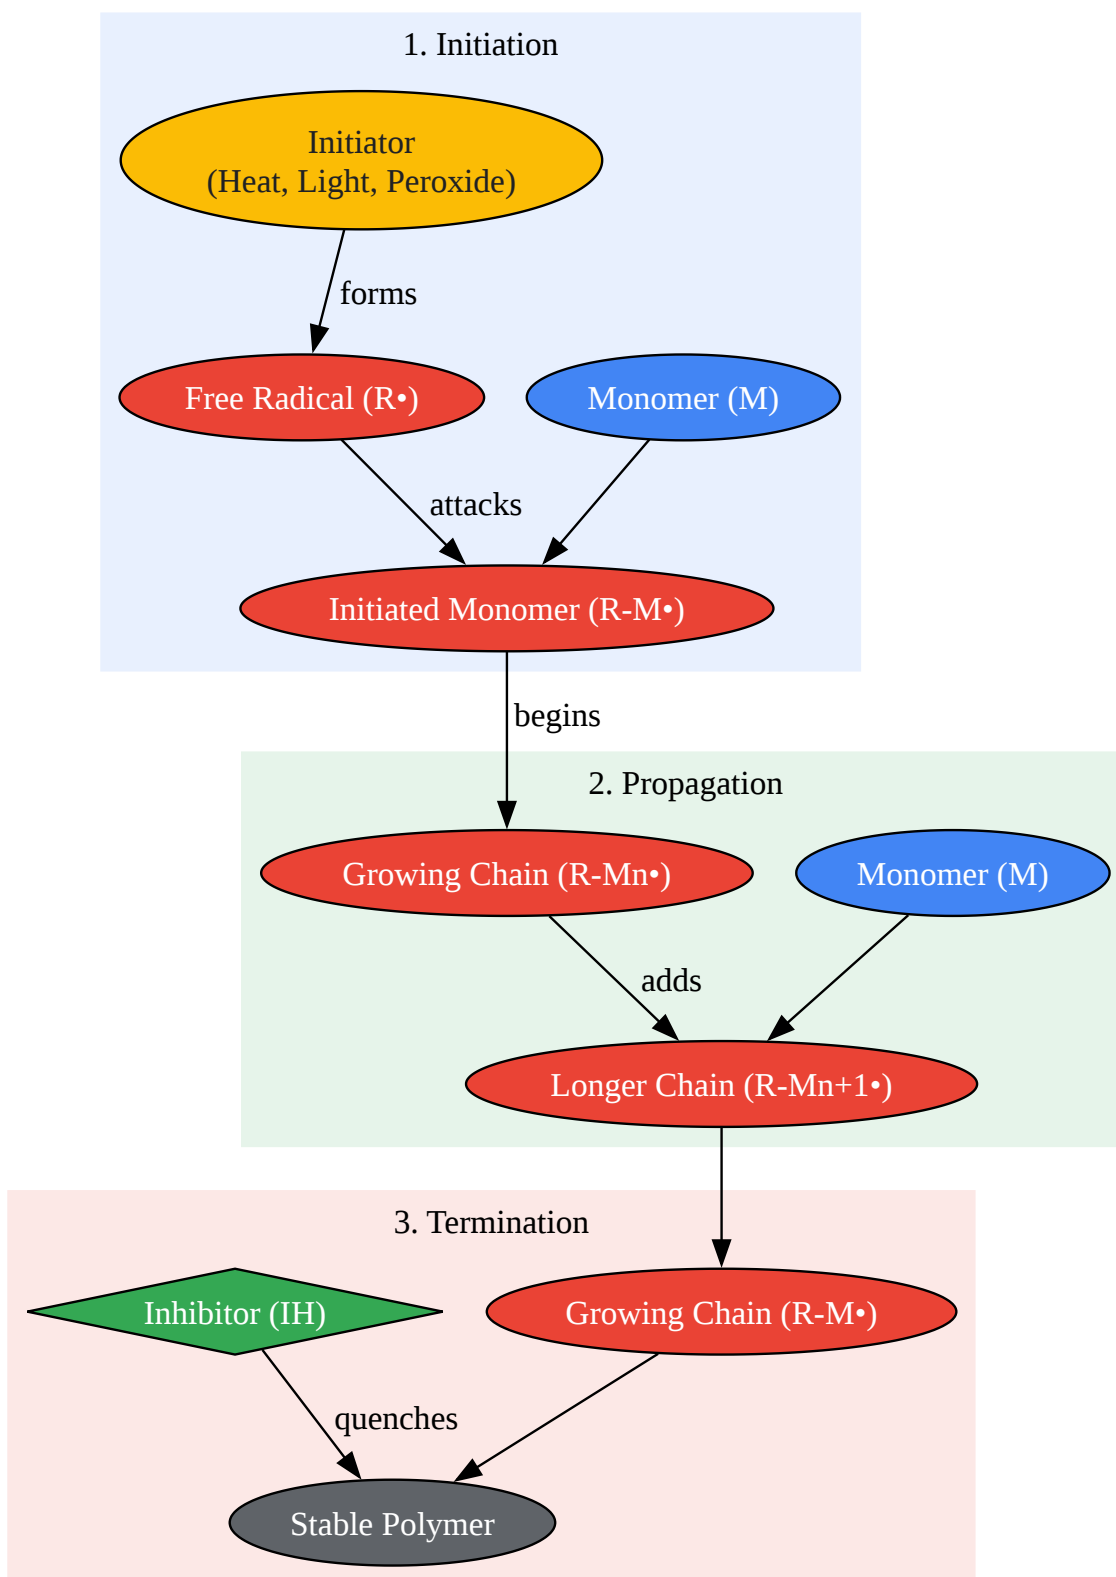 1. Initiation
Initiator
(Heat, Light, Peroxide)
forms
Free Radical (R•)
Monomer (M)
attacks
Initiated Monomer (R-M•)
begins
2. Propagation
Growing Chain (R-Mn•)
Monomer (M)
adds
Longer Chain (R-Mn+1•)
3. Termination
Inhibitor (IH)
Growing Chain (R-M•)
quenches
Stable Polymer